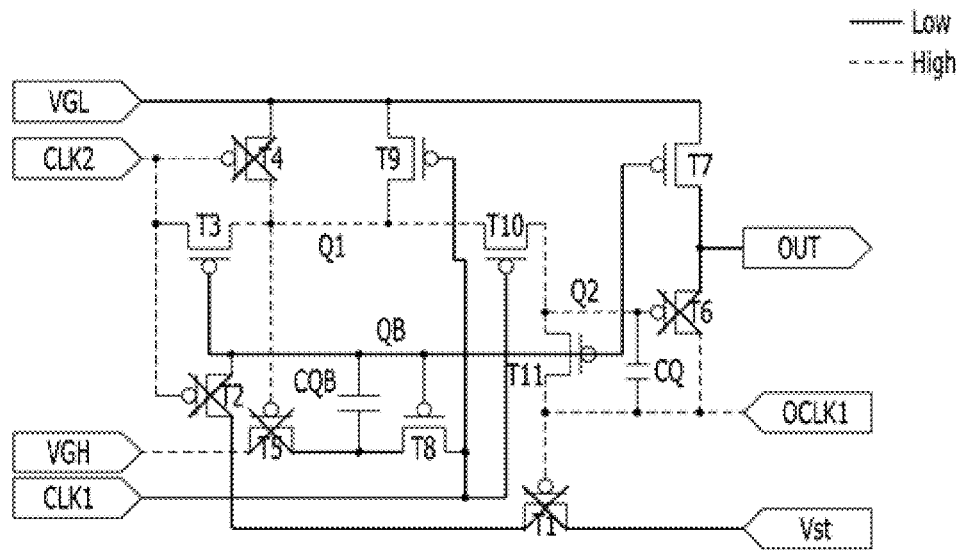 Low
High
VGL
CLK2
T4
T9
T7
T3
Q1
T10
OUT
Q2
T6
QB
T11
CQ
T2
CQB
OCLK1
VGH
T5
T8
CLK1
T1
Vst